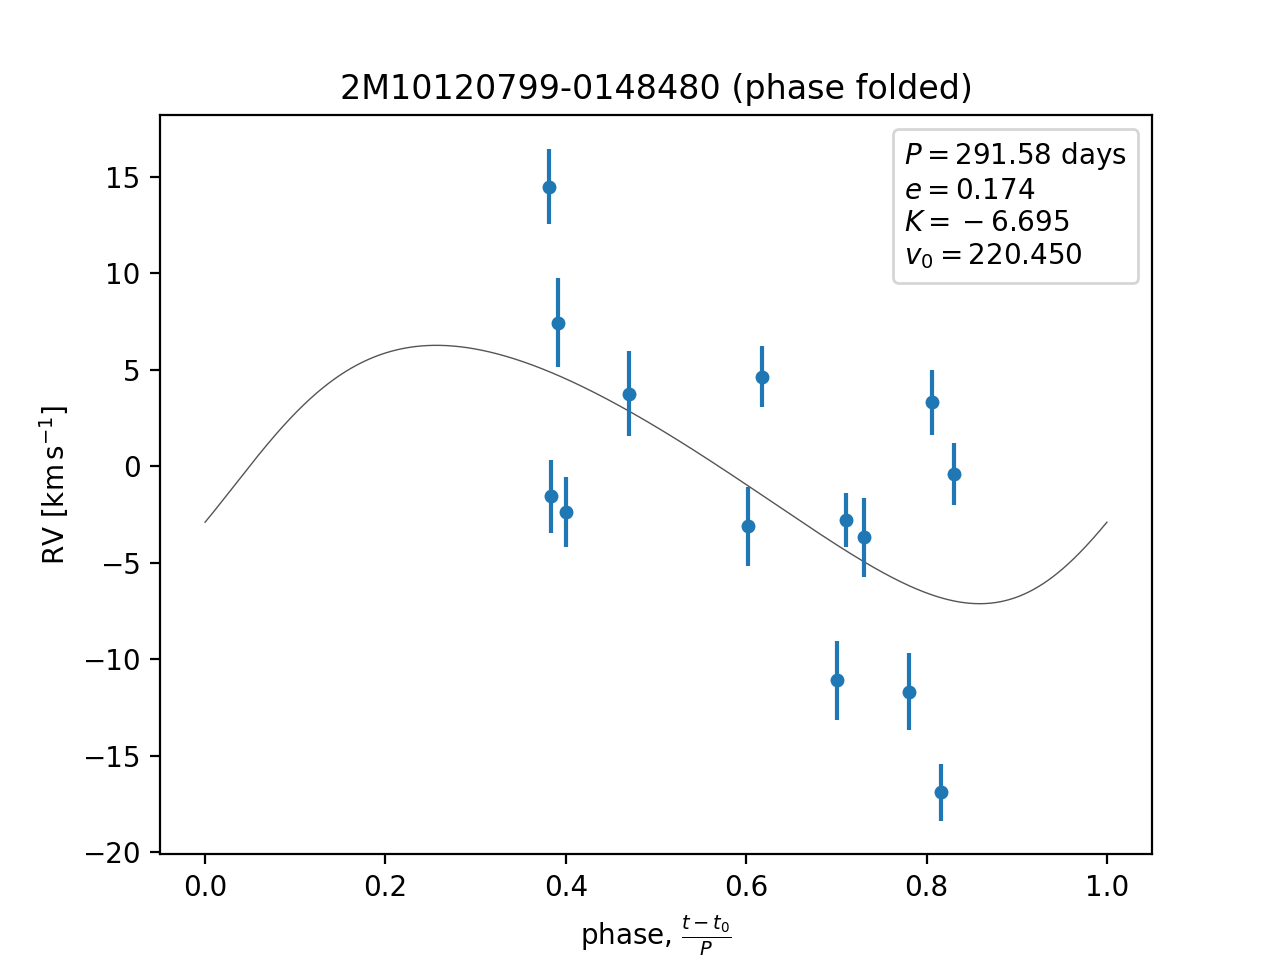 2M10120799-0148480 (phase folded)
P = 291.58 days
e = 0.174
K = −6.695
v₀ = 220.450
RV [km s⁻¹]
15
10
5
0
−5
−10
−15
−20
0.0 0.2 0.4 0.6 0.8 1.0
phase, (t − t₀)/P